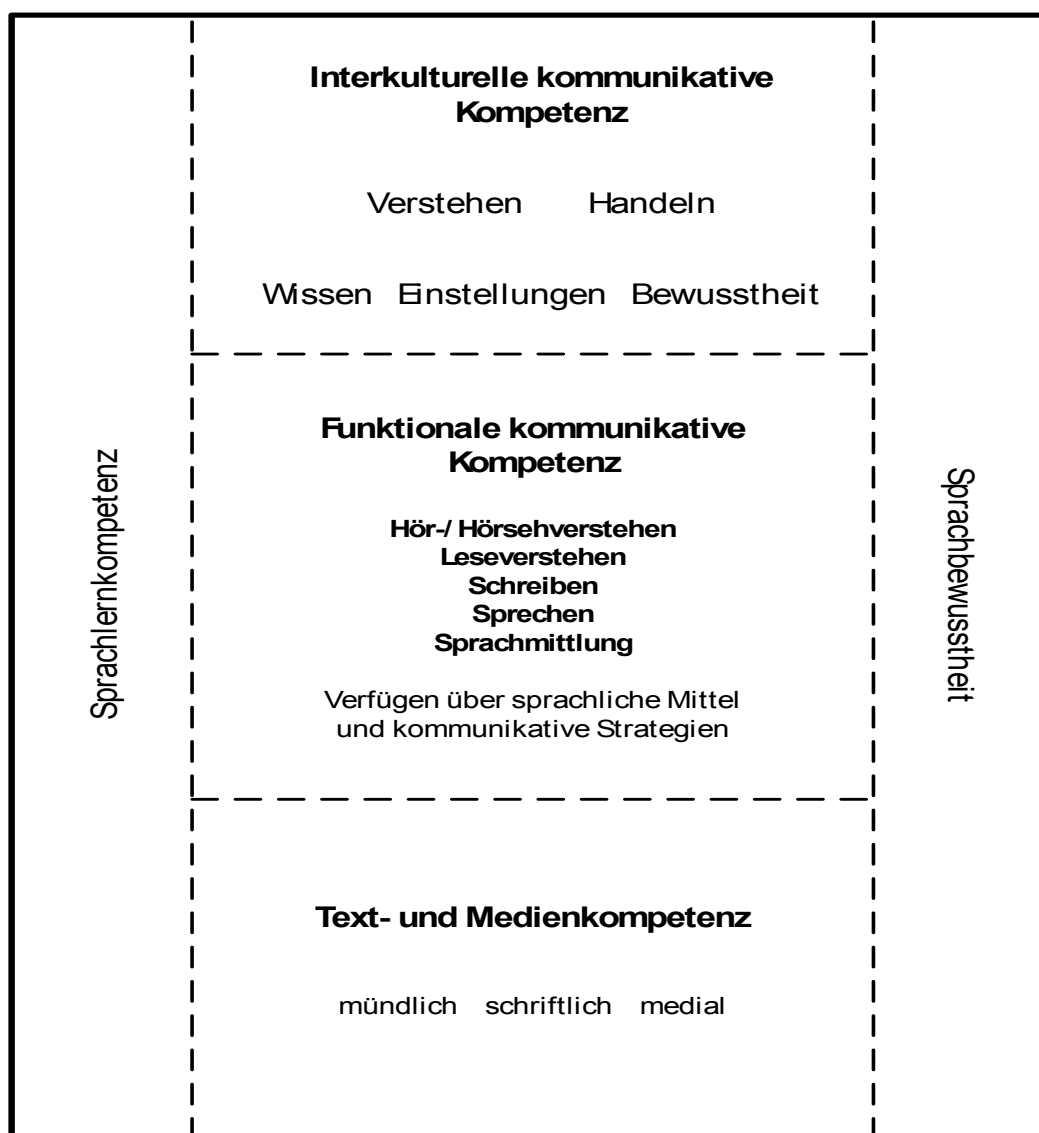 Interkulturelle kommunikative
Kompetenz
Verstehen Handeln
Wissen Einstellungen Bewusstheit
Sprachlernkompetenz
Funktionale kommunikative
Kompetenz
Hör-/ Hörsehverstehen
Leseverstehen
Schreiben
Sprechen
Sprachmittlung
Verfügen über sprachliche Mittel
und kommunikative Strategien
Sprachbewusstheit
Text- und Medienkompetenz
mündlich schriftlich medial